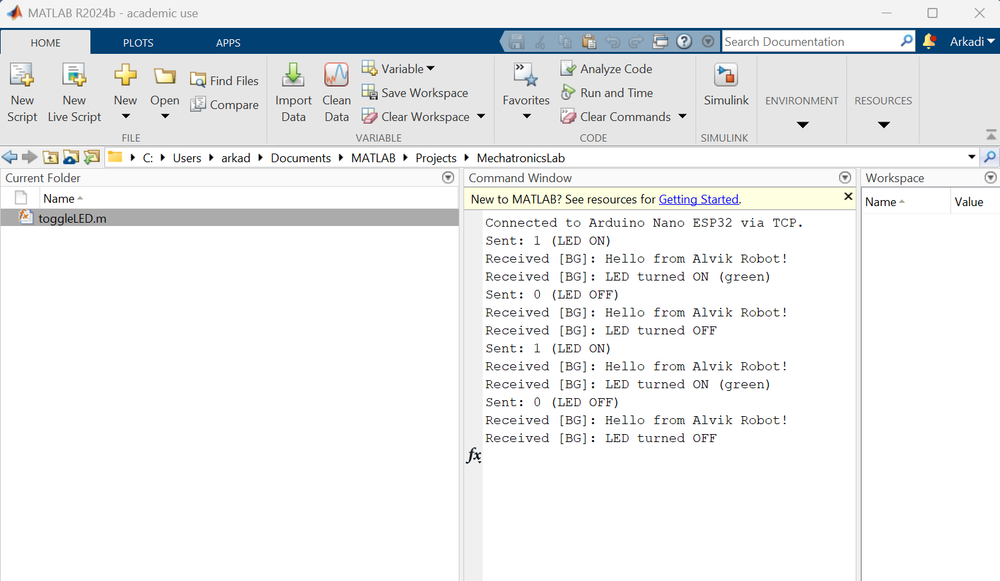 MATLAB R2024b - academic use
HOME PLOTS APPS
Search Documentation
Arkadi
New Script
New Live Script
New
Open
Find Files
Compare
FILE
Import Data
Clean Data
Variable
Save Workspace
Clear Workspace
VARIABLE
Favorites
Analyze Code
Run and Time
Clear Commands
CODE
Simulink
SIMULINK
ENVIRONMENT
RESOURCES
C: Users arkad Documents MATLAB Projects MechatronicsLab
Current Folder
Name
toggleLED.m
Command Window
New to MATLAB? See resources for Getting Started.
Connected to Arduino Nano ESP32 via TCP.
Sent: 1 (LED ON)
Received [BG]: Hello from Alvik Robot!
Received [BG]: LED turned ON (green)
Sent: 0 (LED OFF)
Received [BG]: Hello from Alvik Robot!
Received [BG]: LED turned OFF
Sent: 1 (LED ON)
Received [BG]: Hello from Alvik Robot!
Received [BG]: LED turned ON (green)
Sent: 0 (LED OFF)
Received [BG]: Hello from Alvik Robot!
Received [BG]: LED turned OFF
fx
Workspace
Name Value